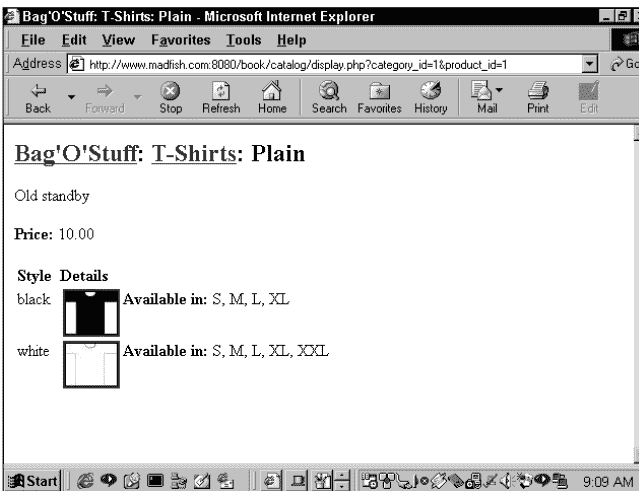 Bag'O'Stuff: T-Shirts: Plain - Microsoft Internet Explorer
File Edit View Favorites Tools Help
Address http://www.madfish.com:8080/book/catalog/display.php?category_id=1&product_id=1 Go
Back Forward Stop Refresh Home Search Favorites History Mail Print Edit
Bag'O'Stuff: T-Shirts: Plain
Old standby
Price: 10.00
Style Details
black Available in: S, M, L, XL
white Available in: S, M, L, XL, XXL
Start 9:09 AM